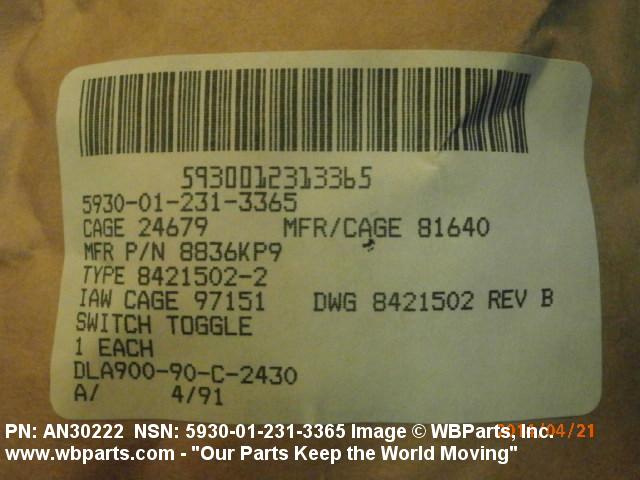 5930012313365
5930-01-231-3365
CAGE 24679 MFR/CAGE 81640
MFR P/N 8836KP9
TYPE 8421502-2
IAW CAGE 97151 DWG 8421502 REV B
SWITCH TOGGLE
1 EACH
DLA900-90-C-2430
A/ 4/91
PN: AN30222 NSN: 5930-01-231-3365 Image © WBParts, Inc.
www.wbparts.com - "Our Parts Keep the World Moving"